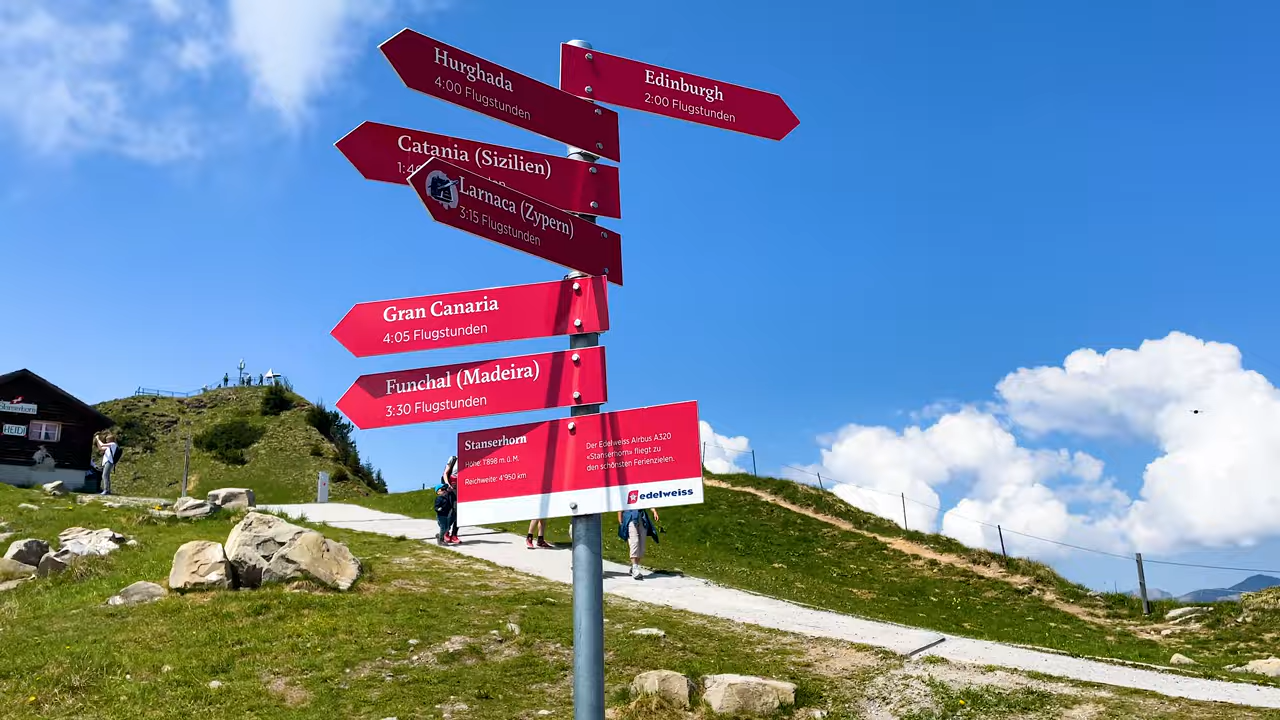 Hurghada
4:00 Flugstunden
Edinburgh
2:00 Flugstunden
Catania (Sizilien)
Larnaca (Zypern)
3:15 Flugstunden
Gran Canaria
4:05 Flugstunden
Funchal (Madeira)
3:30 Flugstunden
Stanserhorn
Höhe: 1'898 m. ü. M.
Reichweite: 4'950 km
Der Edelweiss Airbus A320
«Stanserhorn» fliegt zu
den schönsten Ferienzielen.
edelweiss
Stanserhorn
HEIDI